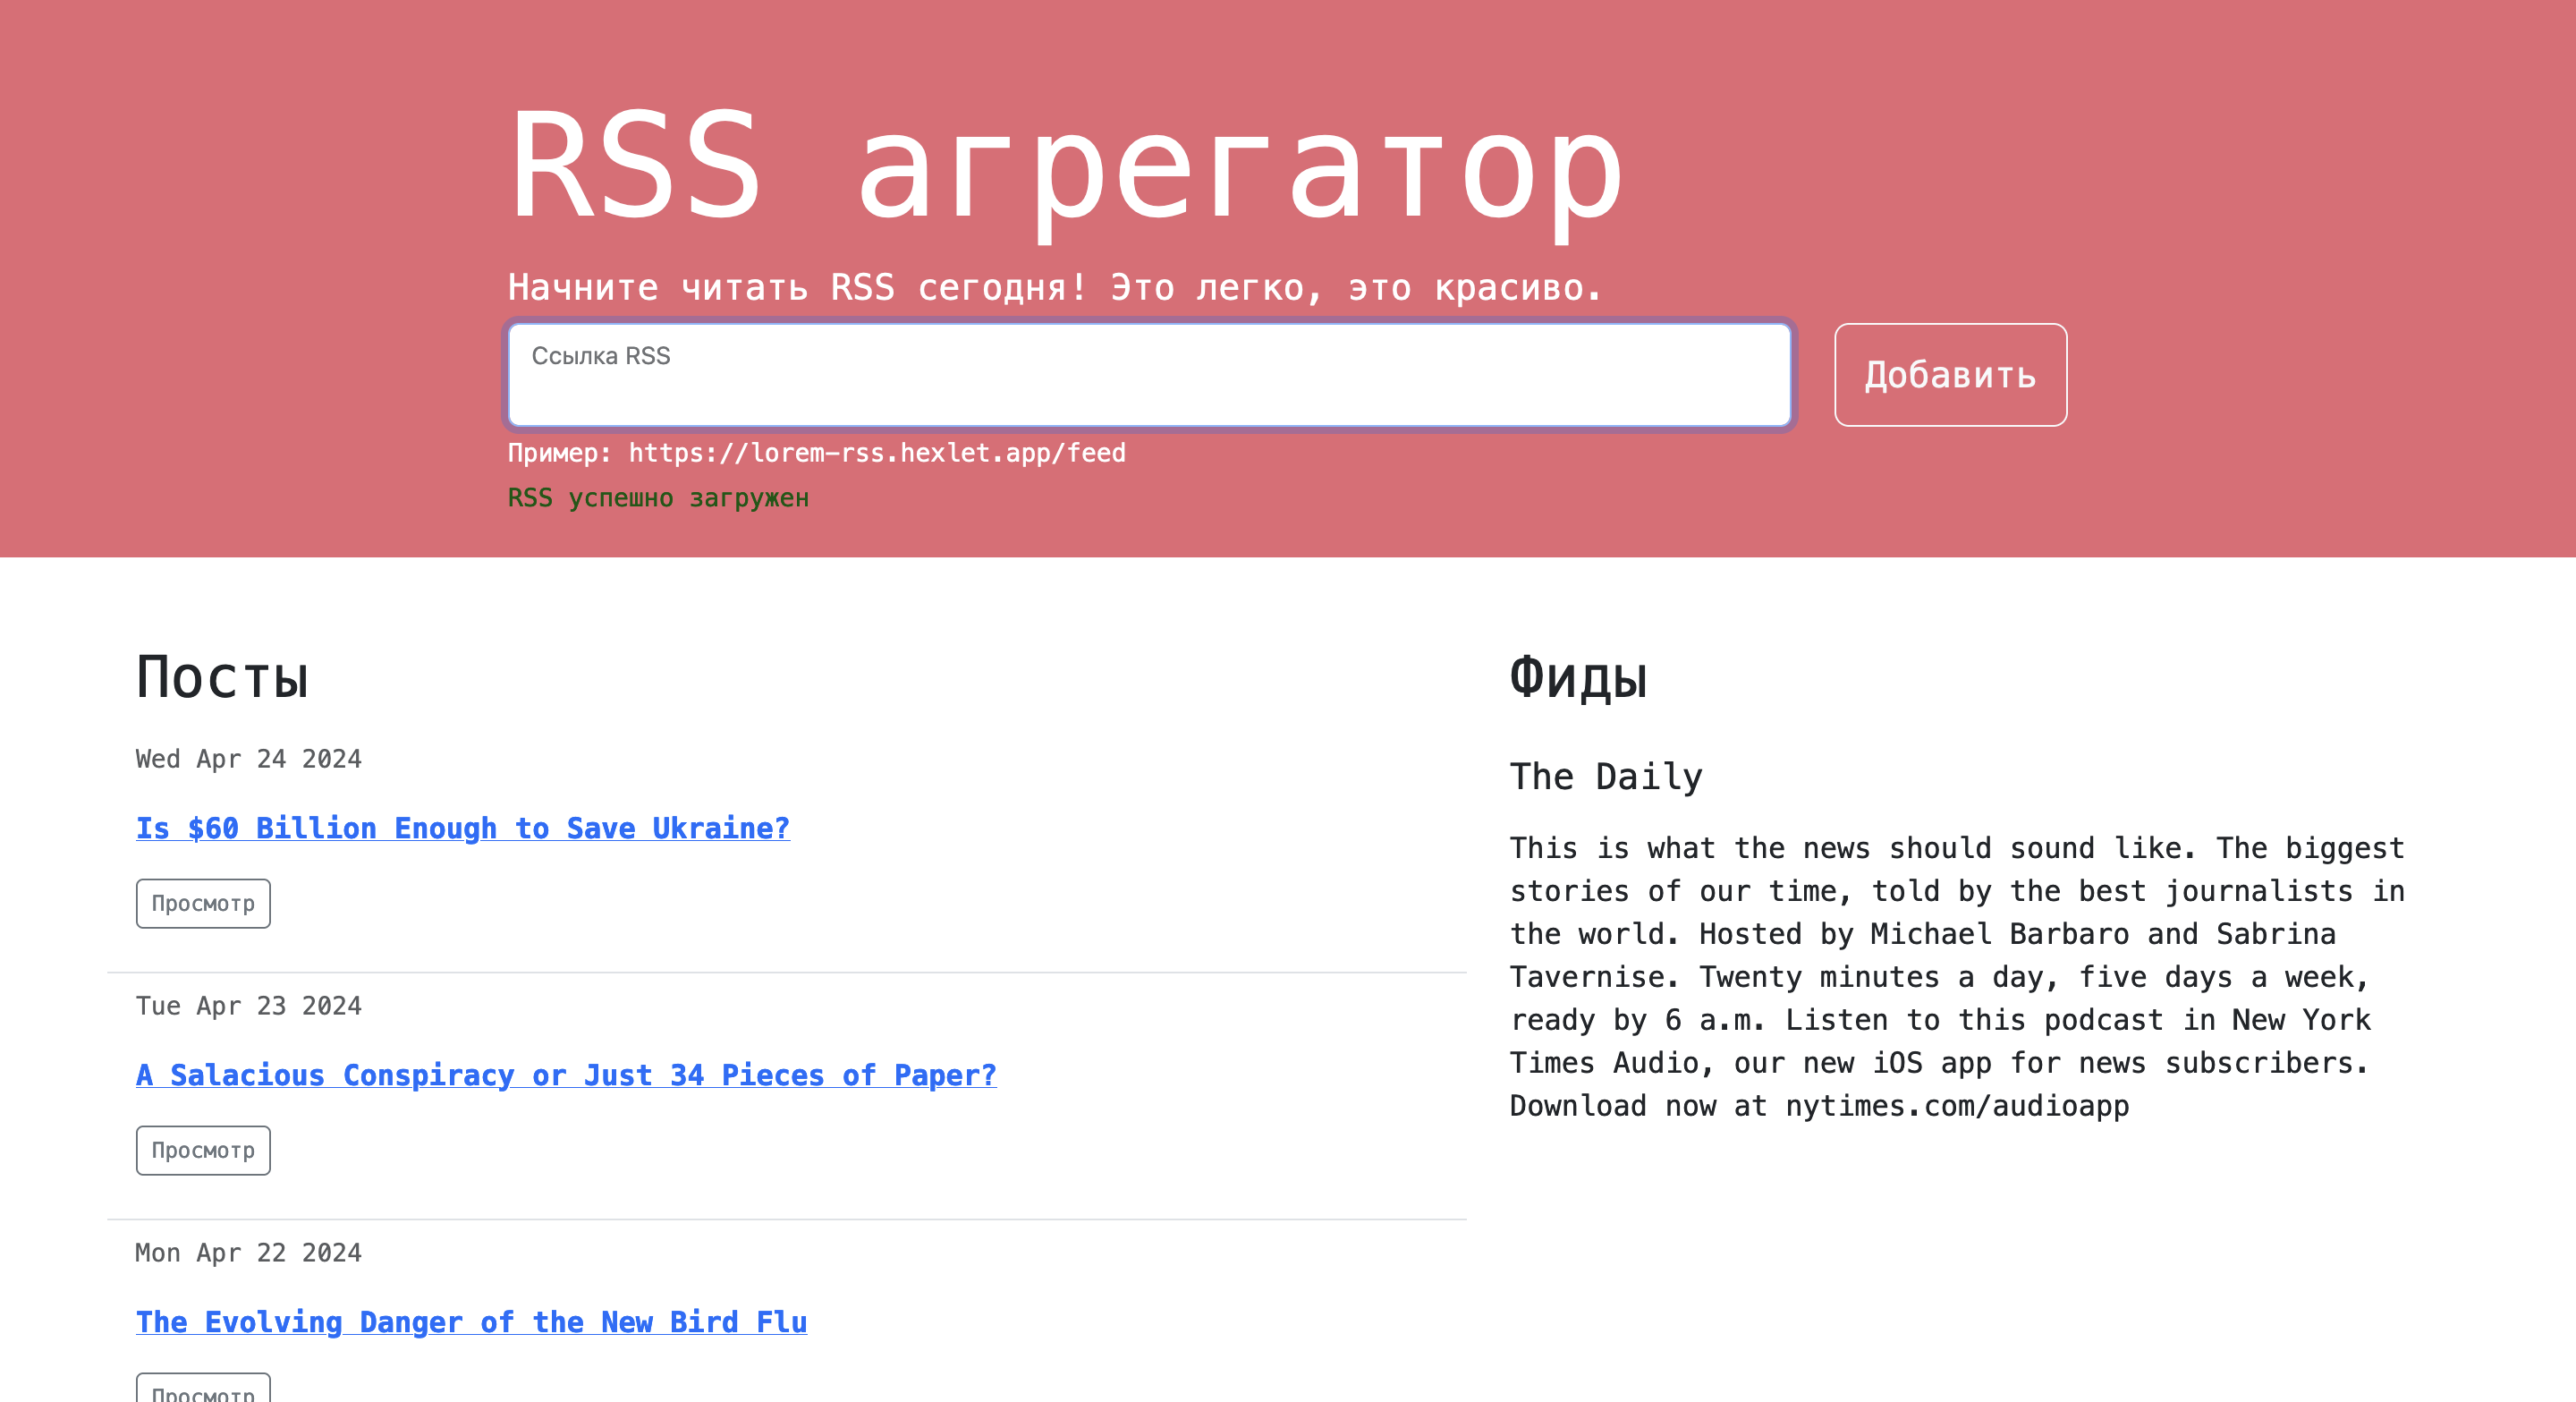 RSS агрегатор
Начните читать RSS сегодня! Это легко, это красиво.
Ссылка RSS
Добавить
Пример: https://lorem-rss.hexlet.app/feed
RSS успешно загружен
Посты
Wed Apr 24 2024
Is $60 Billion Enough to Save Ukraine?
Просмотр
Tue Apr 23 2024
A Salacious Conspiracy or Just 34 Pieces of Paper?
Просмотр
Mon Apr 22 2024
The Evolving Danger of the New Bird Flu
Просмотр
Фиды
The Daily
This is what the news should sound like. The biggest
stories of our time, told by the best journalists in
the world. Hosted by Michael Barbaro and Sabrina
Tavernise. Twenty minutes a day, five days a week,
ready by 6 a.m. Listen to this podcast in New York
Times Audio, our new iOS app for news subscribers.
Download now at nytimes.com/audioapp